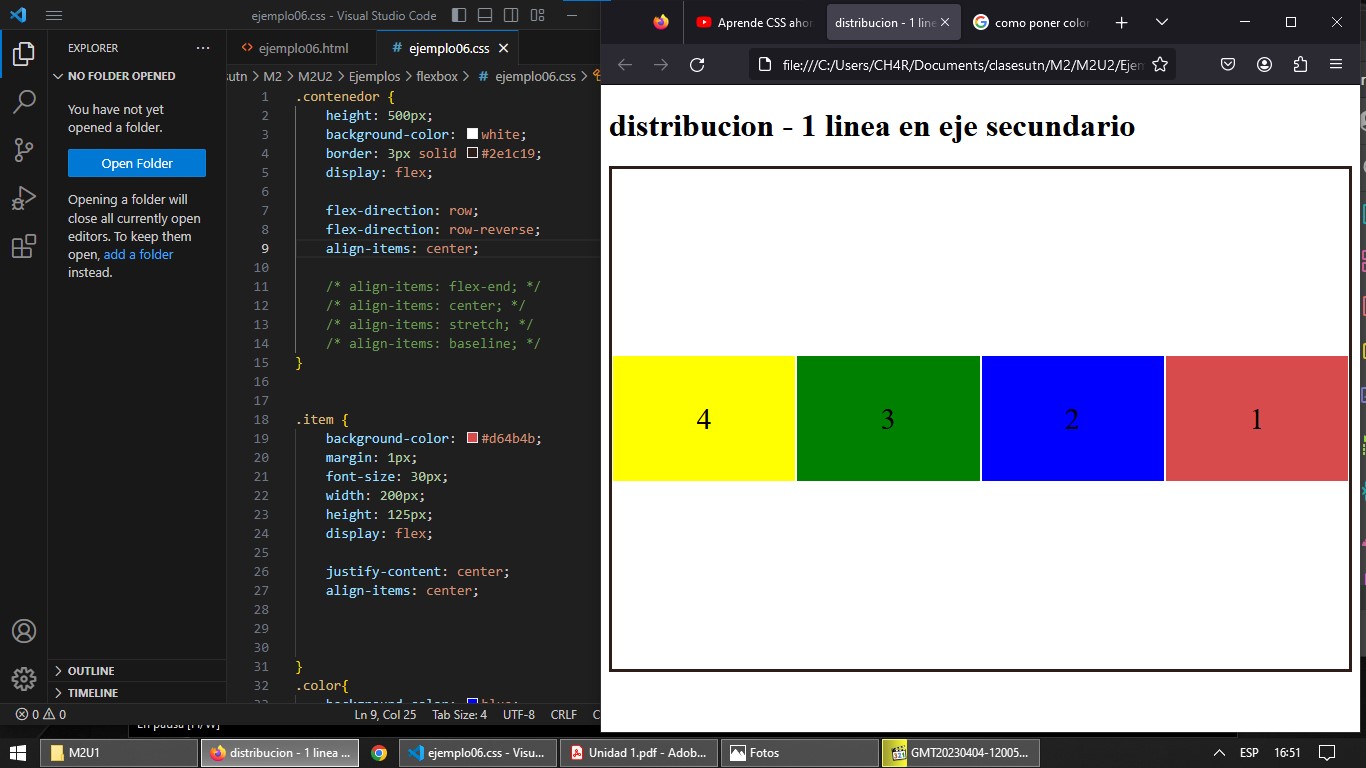 ejemplo06.css - Visual Studio Code
EXPLORER
NO FOLDER OPENED
You have not yet
opened a folder.
Open Folder
Opening a folder will
close all currently open
editors. To keep them
open, add a folder
instead.
OUTLINE
TIMELINE
ejemplo06.html
ejemplo06.css
sutn > M2 > M2U2 > Ejemplos > flexbox > ejemplo06.css >
1 .contenedor {
2 height: 500px;
3 background-color: white;
4 border: 3px solid #2e1c19;
5 display: flex;
6
7 flex-direction: row;
8 flex-direction: row-reverse;
9 align-items: center;
10
11 /* align-items: flex-end; */
12 /* align-items: center; */
13 /* align-items: stretch; */
14 /* align-items: baseline; */
15 }
16
17
18 .item {
19 background-color: #d64b4b;
20 margin: 1px;
21 font-size: 30px;
22 width: 200px;
23 height: 125px;
24 display: flex;
25
26 justify-content: center;
27 align-items: center;
28
29
30
31 }
32 .color{
33 background-color: blue;
0 0
Ln 9, Col 25 Tab Size: 4 UTF-8 CRLF
En pausa [H/W]
Aprende CSS ahor
distribucion - 1 line
como poner color
file:///C:/Users/CH4R/Documents/clasesutn/M2/M2U2/Ejem
distribucion - 1 linea en eje secundario
4 3 2 1
M2U1
distribucion - 1 linea ...
ejemplo06.css - Visu...
Unidad 1.pdf - Adob...
Fotos
GMT20230404-12005...
ESP
16:51